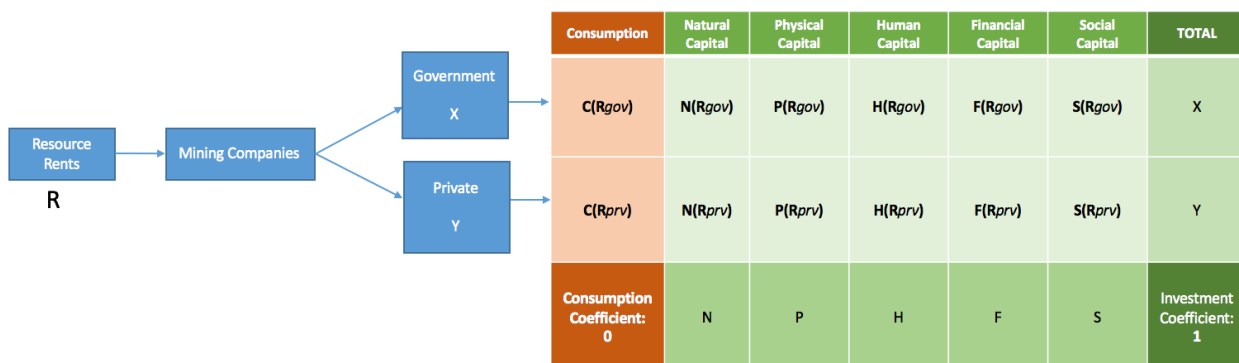 Resource
Rents
R
Mining Companies
Government
X
Private
Y
Consumption
Natural
Capital
Physical
Capital
Human
Capital
Financial
Capital
Social
Capital
TOTAL
C(Rgov)
N(Rgov)
P(Rgov)
H(Rgov)
F(Rgov)
S(Rgov)
X
C(Rprv)
N(Rprv)
P(Rprv)
H(Rprv)
F(Rprv)
S(Rprv)
Y
Consumption
Coefficient:
0
N
P
H
F
S
Investment
Coefficient:
1